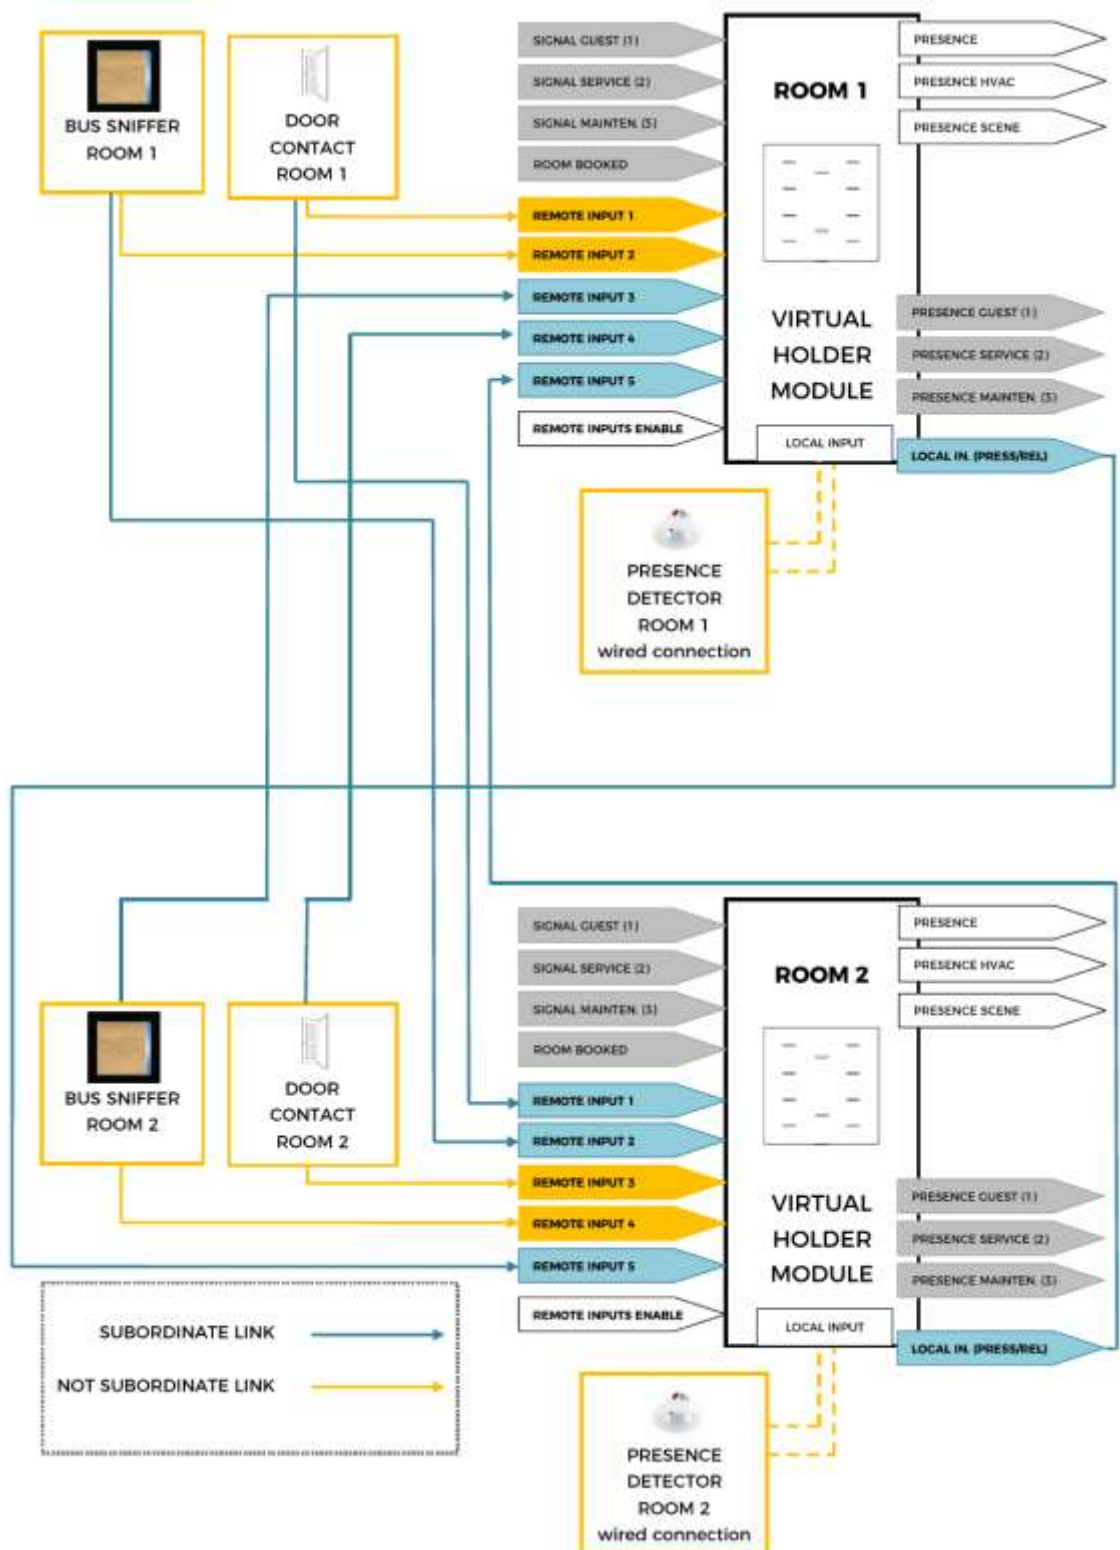 BUS SNIFFER
ROOM 1
DOOR
CONTACT
ROOM 1
SIGNAL GUEST (1)
SIGNAL SERVICE (2)
SIGNAL MAINTEN. (3)
ROOM BOOKED
REMOTE INPUT 1
REMOTE INPUT 2
REMOTE INPUT 3
REMOTE INPUT 4
REMOTE INPUT 5
REMOTE INPUTS ENABLE
ROOM 1
VIRTUAL
HOLDER
MODULE
LOCAL INPUT
PRESENCE
PRESENCE HVAC
PRESENCE SCENE
PRESENCE GUEST (1)
PRESENCE SERVICE (2)
PRESENCE MAINTEN. (3)
LOCAL IN. (PRESS/REL)
PRESENCE
DETECTOR
ROOM 1
wired connection
BUS SNIFFER
ROOM 2
DOOR
CONTACT
ROOM 2
SIGNAL GUEST (1)
SIGNAL SERVICE (2)
SIGNAL MAINTEN. (3)
ROOM BOOKED
REMOTE INPUT 1
REMOTE INPUT 2
REMOTE INPUT 3
REMOTE INPUT 4
REMOTE INPUT 5
REMOTE INPUTS ENABLE
ROOM 2
VIRTUAL
HOLDER
MODULE
LOCAL INPUT
PRESENCE
PRESENCE HVAC
PRESENCE SCENE
PRESENCE GUEST (1)
PRESENCE SERVICE (2)
PRESENCE MAINTEN. (3)
LOCAL IN. (PRESS/REL)
SUBORDINATE LINK
NOT SUBORDINATE LINK
PRESENCE
DETECTOR
ROOM 2
wired connection